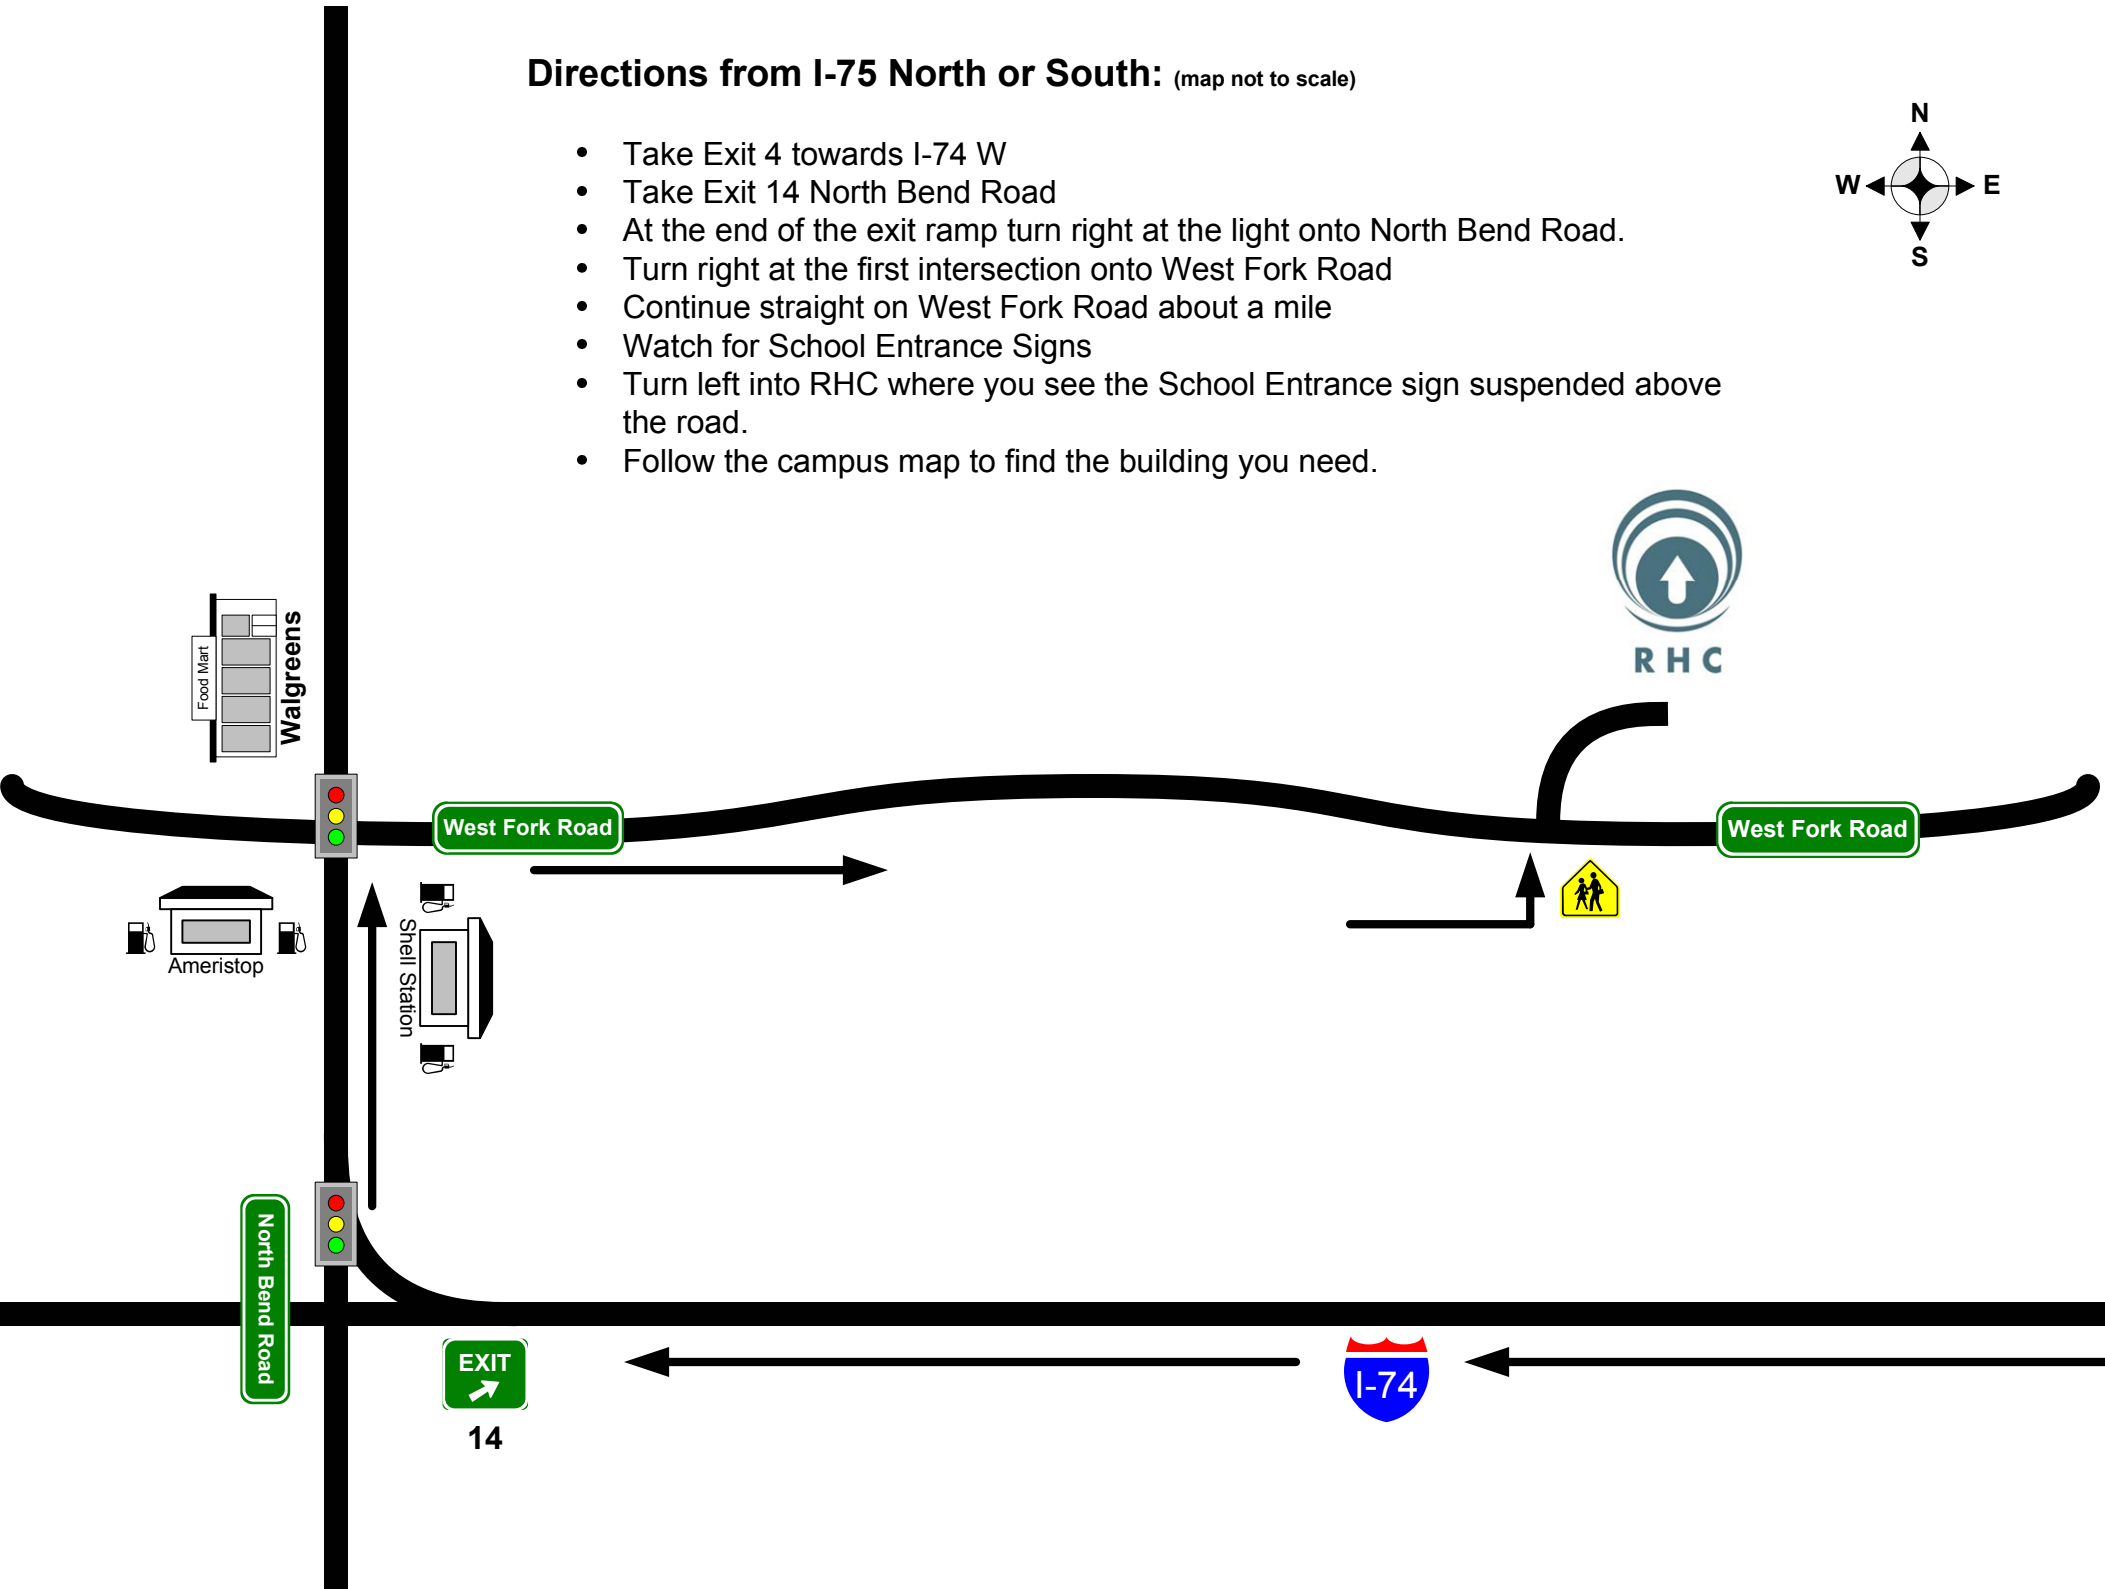 Directions from I-75 North or South: (map not to scale)
N
W E
S
• Take Exit 4 towards I-74 W
• Take Exit 14 North Bend Road
• At the end of the exit ramp turn right at the light onto North Bend Road.
• Turn right at the first intersection onto West Fork Road
• Continue straight on West Fork Road about a mile
• Watch for School Entrance Signs
• Turn left into RHC where you see the School Entrance sign suspended above
the road.
• Follow the campus map to find the building you need.
RHC
Food Mart
Walgreens
West Fork Road
West Fork Road
Ameristop
Shell Station
North Bend Road
EXIT
14
I-74